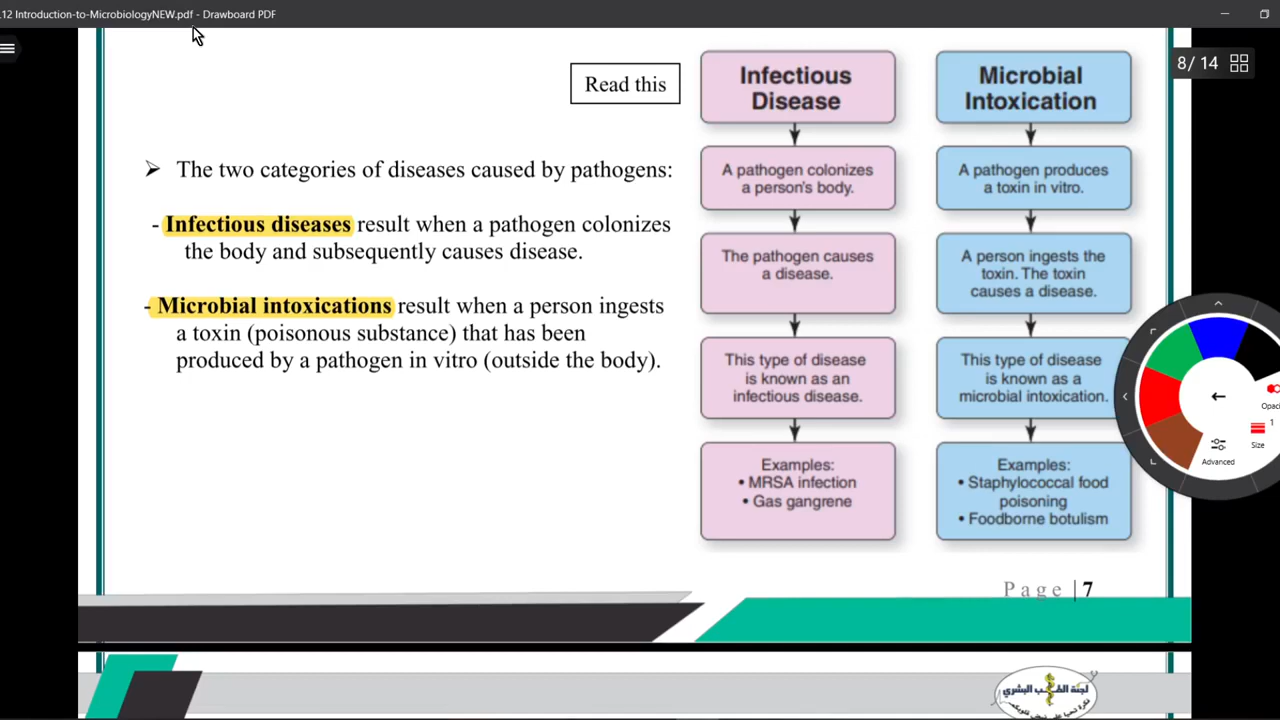 .12 Introduction-to-MicrobiologyNEW.pdf - Drawboard PDF
8/ 14
Read this
➢ The two categories of diseases caused by pathogens:
- Infectious diseases result when a pathogen colonizes
the body and subsequently causes disease.
- Microbial intoxications result when a person ingests
a toxin (poisonous substance) that has been
produced by a pathogen in vitro (outside the body).
Infectious
Disease
A pathogen colonizes
a person's body.
The pathogen causes
a disease.
This type of disease
is known as an
infectious disease.
Examples:
• MRSA infection
• Gas gangrene
Microbial
Intoxication
A pathogen produces
a toxin in vitro.
A person ingests the
toxin. The toxin
causes a disease.
This type of disease
is known as a
microbial intoxication.
Examples:
• Staphylococcal food
poisoning
• Foodborne botulism
Opaci
1
Size
Advanced
Page | 7
لجنة الطب البشري